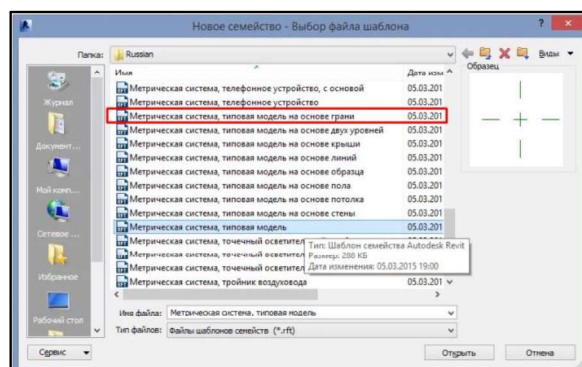 Новое семейство - Выбор файла шаблона
Папка: Russian Виды
Имя Дата изм Образец
Метрическая система, телефонное устройство, с основой 05.03.201
Метрическая система, телефонное устройство 05.03.201
Метрическая система, типовая модель на основе грани 05.03.201
Метрическая система, типовая модель на основе двух уровней 05.03.201
Метрическая система, типовая модель на основе крыши 05.03.201
Метрическая система, типовая модель на основе линий 05.03.201
Метрическая система, типовая модель на основе образца 05.03.201
Метрическая система, типовая модель на основе пола 05.03.201
Метрическая система, типовая модель на основе потолка 05.03.201
Метрическая система, типовая модель на основе стены 05.03.201
Метрическая система, типовая модель 05.03.201
Метрическая система, точечный осветител
Метрическая система, точечный осветител
Метрическая система, точечный осветител
Метрическая система, тройник воздуховода 05.03.201
Тип: Шаблон семейства Autodesk Revit
Размер: 288 КБ
Дата изменения: 05.03.2015 19:00
Журнал
Документ...
Мой комп...
Сетевое ...
Избранное
Рабочий стол
Имя файла: Метрическая система, типовая модель
Тип файлов: Файлы шаблонов семейств (*.rft)
Сервис Открыть Отмена